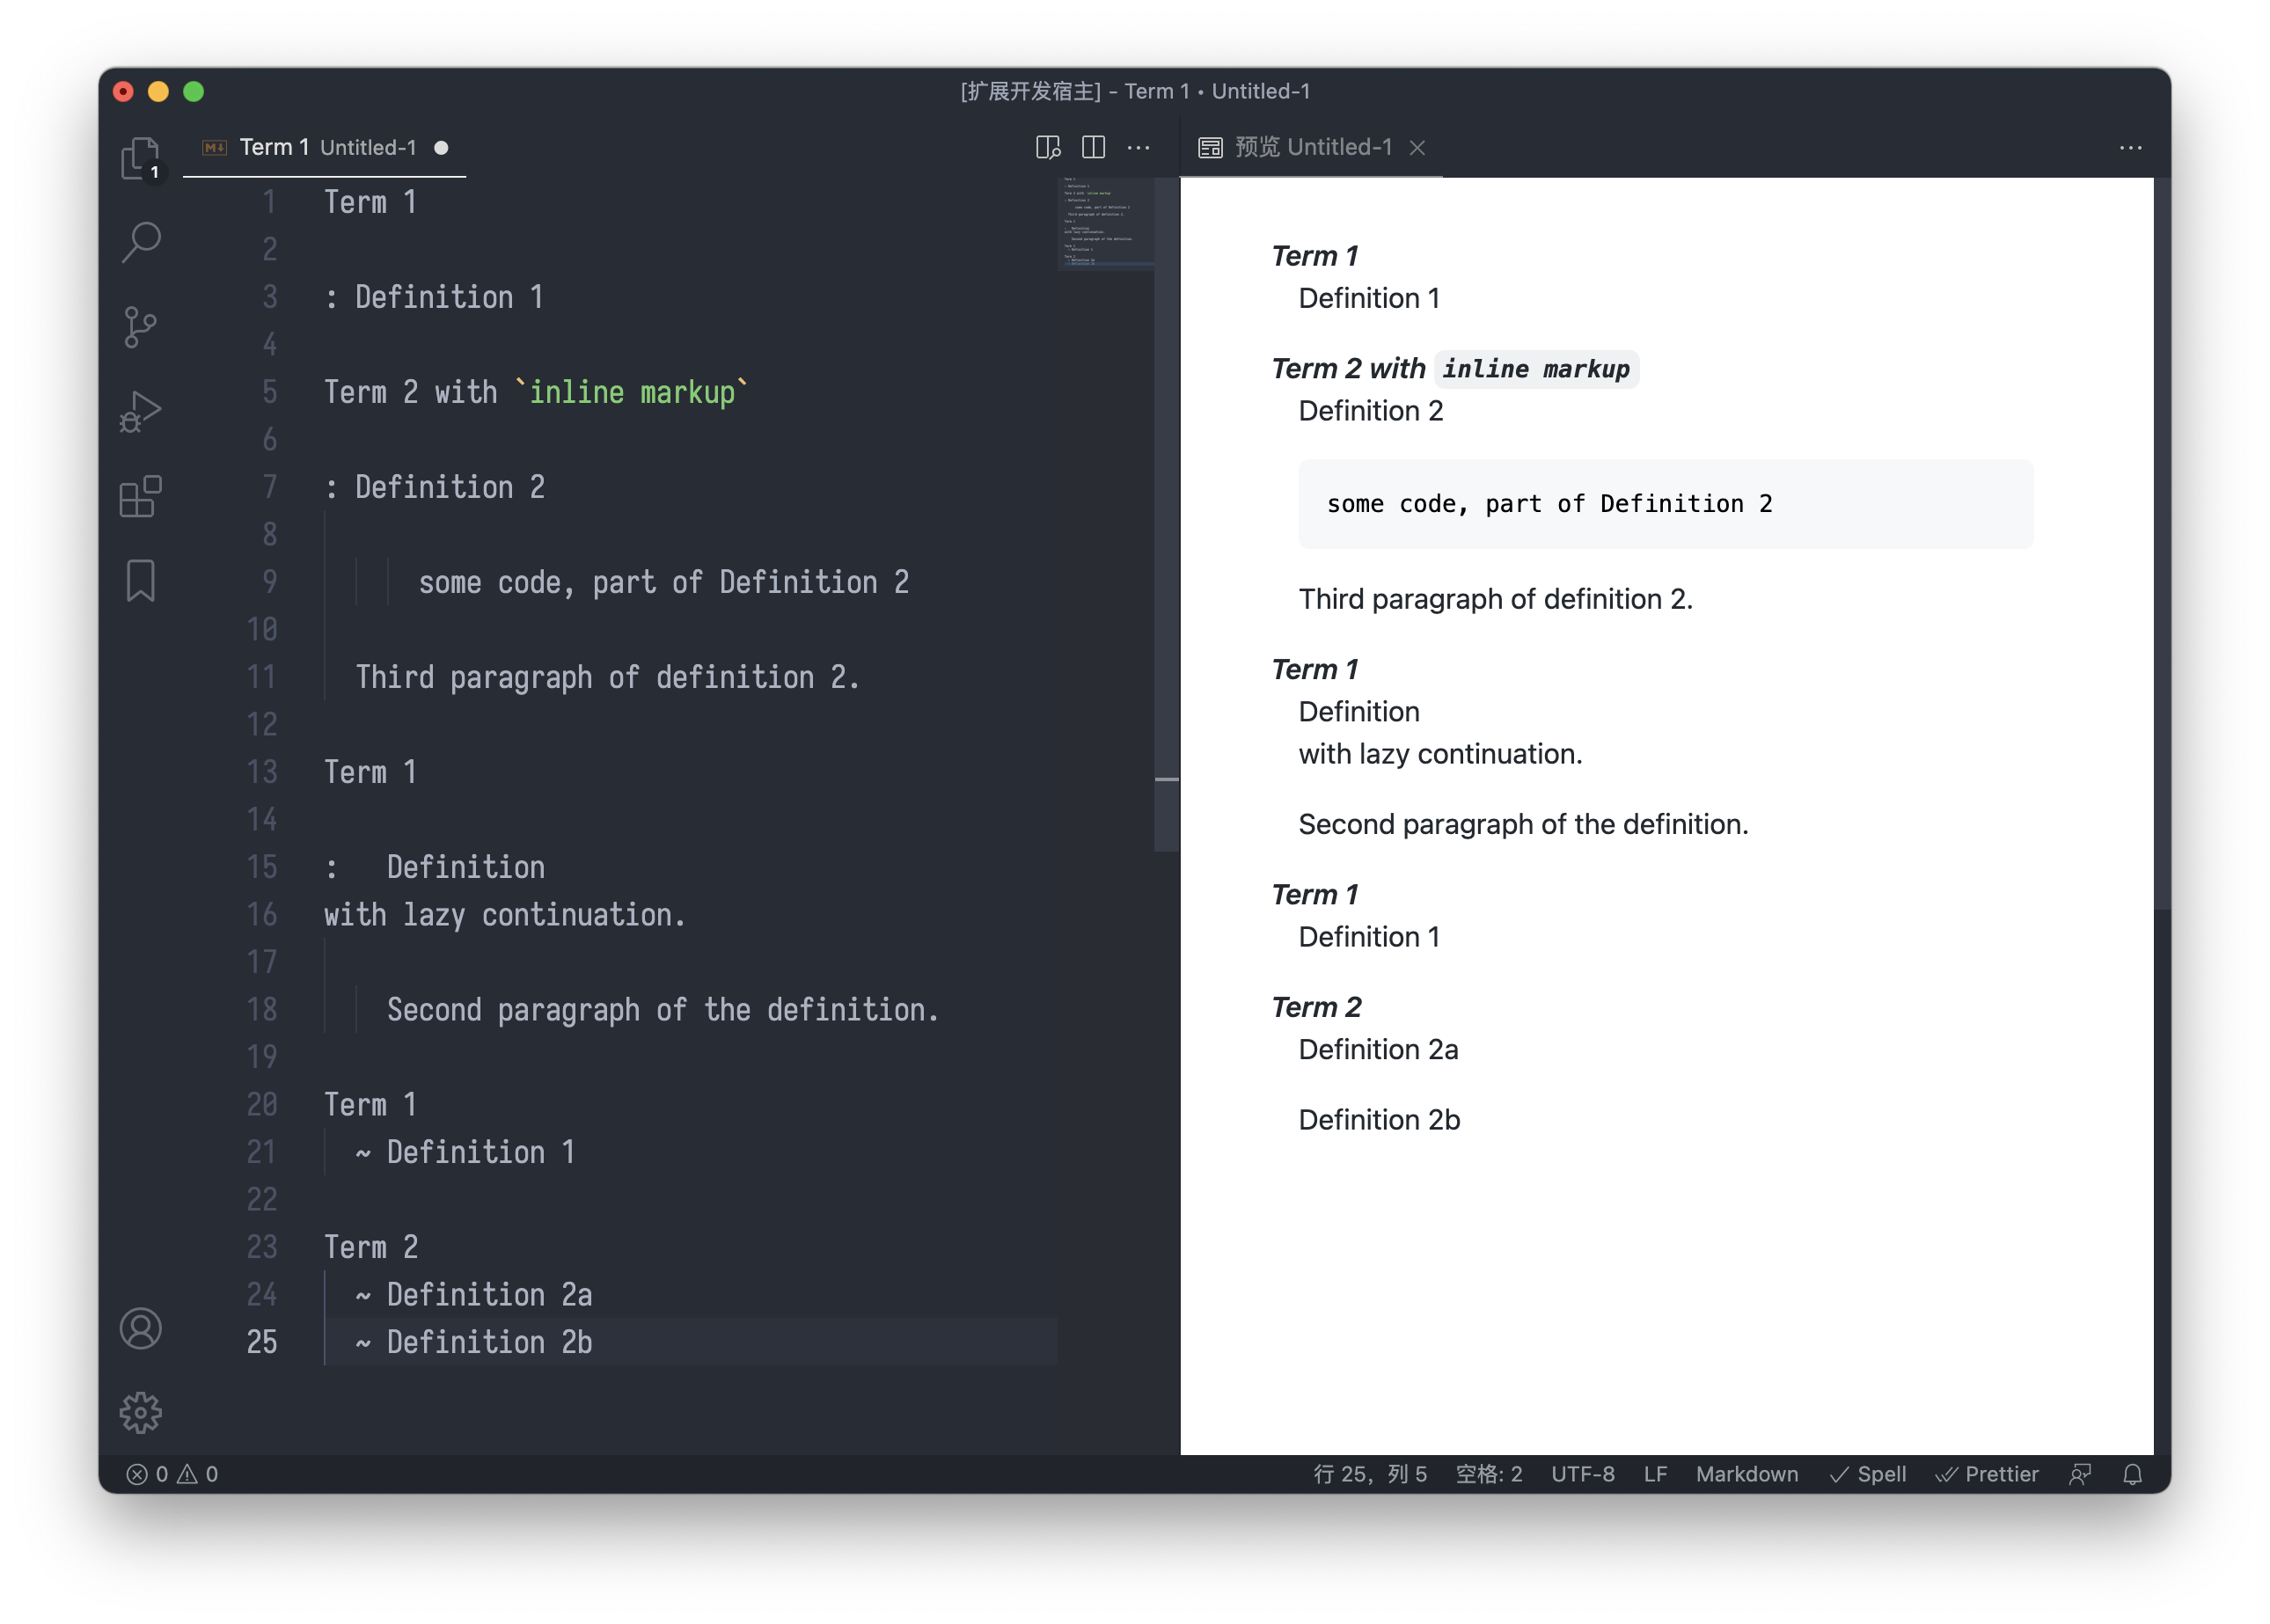 [扩展开发宿主] - Term 1 • Untitled-1
1
Term 1 Untitled-1
预览 Untitled-1
1 Term 1
2
3 : Definition 1
4
5 Term 2 with `inline markup`
6
7 : Definition 2
8
9 some code, part of Definition 2
10
11 Third paragraph of definition 2.
12
13 Term 1
14
15 :   Definition
16 with lazy continuation.
17
18 Second paragraph of the definition.
19
20 Term 1
21 ~ Definition 1
22
23 Term 2
24 ~ Definition 2a
25 ~ Definition 2b
Term 1
Definition 1
Term 2 with inline markup
Definition 2
some code, part of Definition 2
Third paragraph of definition 2.
Term 1
Definition
with lazy continuation.
Second paragraph of the definition.
Term 1
Definition 1
Term 2
Definition 2a
Definition 2b
0 0 行 25，列 5 空格: 2 UTF-8 LF Markdown Spell Prettier